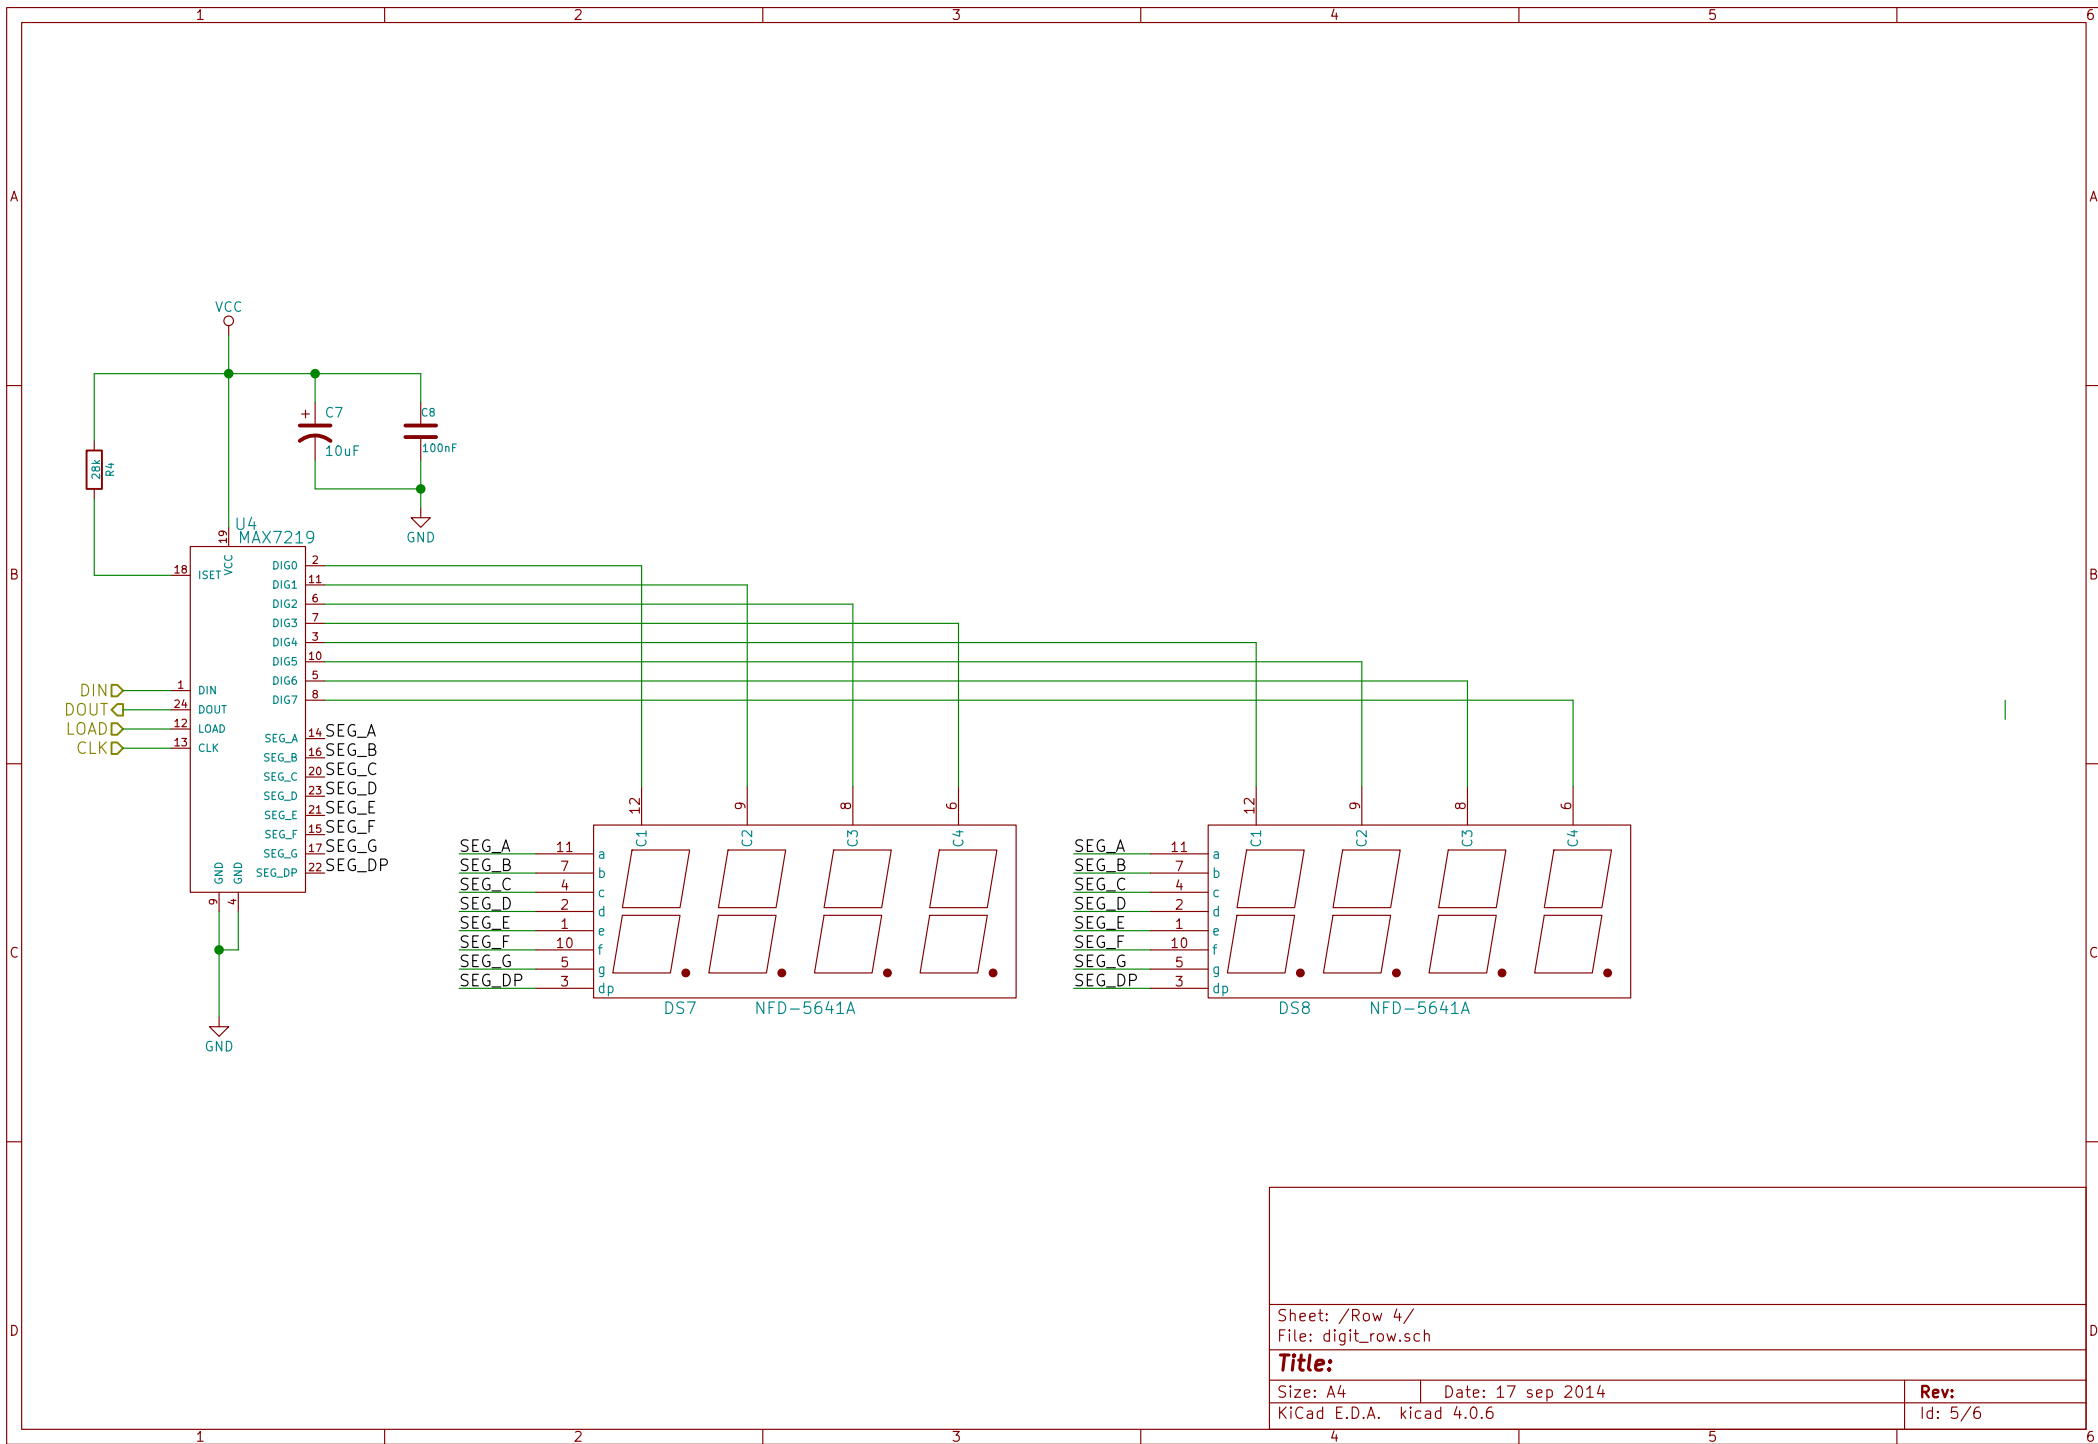 1 2 3 4 5 6
A A
VCC
+ C7
10uF
C8
100nF
28k
R4
GND
U4
MAX7219
19
VCC
B B
18 ISET
DIG0 2
DIG1 11
DIG2 6
DIG3 7
DIG4 3
DIG5 10
DIG6 5
DIG7 8
DIN 1 DIN
DOUT 24 DOUT
LOAD 12 LOAD
CLK 13 CLK
SEG_A 14 SEG_A
SEG_B 16 SEG_B
SEG_C 20 SEG_C
SEG_D 23 SEG_D
SEG_E 21 SEG_E
SEG_F 15 SEG_F
SEG_G 17 SEG_G
SEG_DP 22 SEG_DP
GND GND
9 4
GND
12 9 8 6
C1 C2 C3 C4
SEG_A 11 a
SEG_B 7 b
SEG_C 4 c
SEG_D 2 d
SEG_E 1 e
SEG_F 10 f
SEG_G 5 g
SEG_DP 3 dp
DS7 NFD-5641A
12 9 8 6
C1 C2 C3 C4
SEG_A 11 a
SEG_B 7 b
SEG_C 4 c
SEG_D 2 d
SEG_E 1 e
SEG_F 10 f
SEG_G 5 g
SEG_DP 3 dp
DS8 NFD-5641A
C C
D D
Sheet: /Row 4/
File: digit_row.sch
Title:
Size: A4 Date: 17 sep 2014 Rev:
KiCad E.D.A. kicad 4.0.6 Id: 5/6
1 2 3 4 5 6